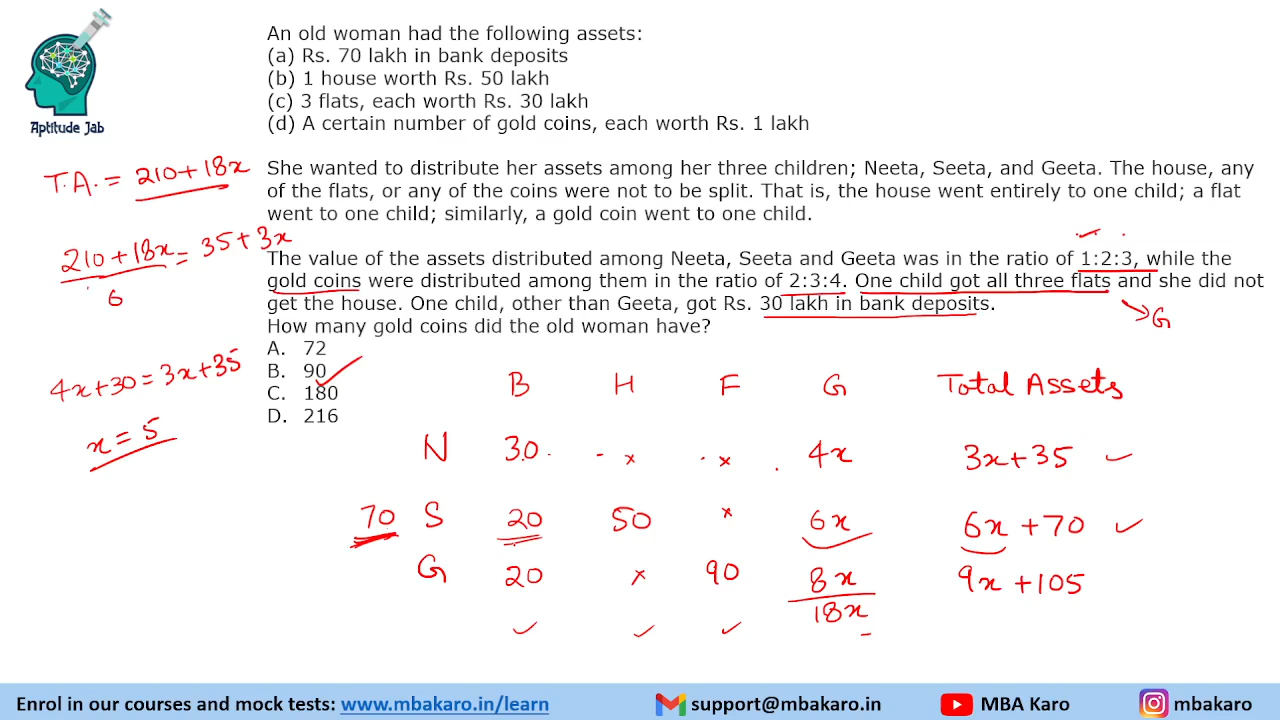 An old woman had the following assets:
(a) Rs. 70 lakh in bank deposits
(b) 1 house worth Rs. 50 lakh
(c) 3 flats, each worth Rs. 30 lakh
(d) A certain number of gold coins, each worth Rs. 1 lakh
Aptitude Jab
She wanted to distribute her assets among her three children; Neeta, Seeta, and Geeta. The house, any
of the flats, or any of the coins were not to be split. That is, the house went entirely to one child; a flat
went to one child; similarly, a gold coin went to one child.
T.A. = 210+18x
The value of the assets distributed among Neeta, Seeta and Geeta was in the ratio of 1:2:3, while the
gold coins were distributed among them in the ratio of 2:3:4. One child got all three flats and she did not
get the house. One child, other than Geeta, got Rs. 30 lakh in bank deposits.
→G
210+18x = 35+3x
6
How many gold coins did the old woman have?
A. 72
B. 90
C. 180
D. 216
4x+30=3x+35
x=5
B H F G Total Assets
N 30 x x 4x 3x+35
70 S 20 50 x 6x 6x+70
G 20 x 90 8x 9x+105
18x
Enrol in our courses and mock tests: www.mbakaro.in/learn support@mbakaro.in MBA Karo mbakaro